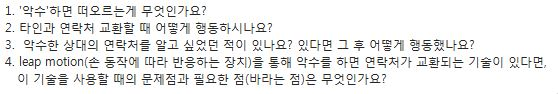 1. '악수'하면 떠오르는게 무엇인가요?
2. 타인과 연락처 교환할 때 어떻게 행동하시나요?
3. 악수한 상대의 연락처를 알고 싶었던 적이 있나요? 있다면 그 후 어떻게 행동했나요?
4. leap motion(손 동작에 따라 반응하는 장치)을 통해 악수를 하면 연락처가 교환되는 기술이 있다면,
이 기술을 사용할 때의 문제점과 필요한 점(바라는 점)은 무엇인가요?